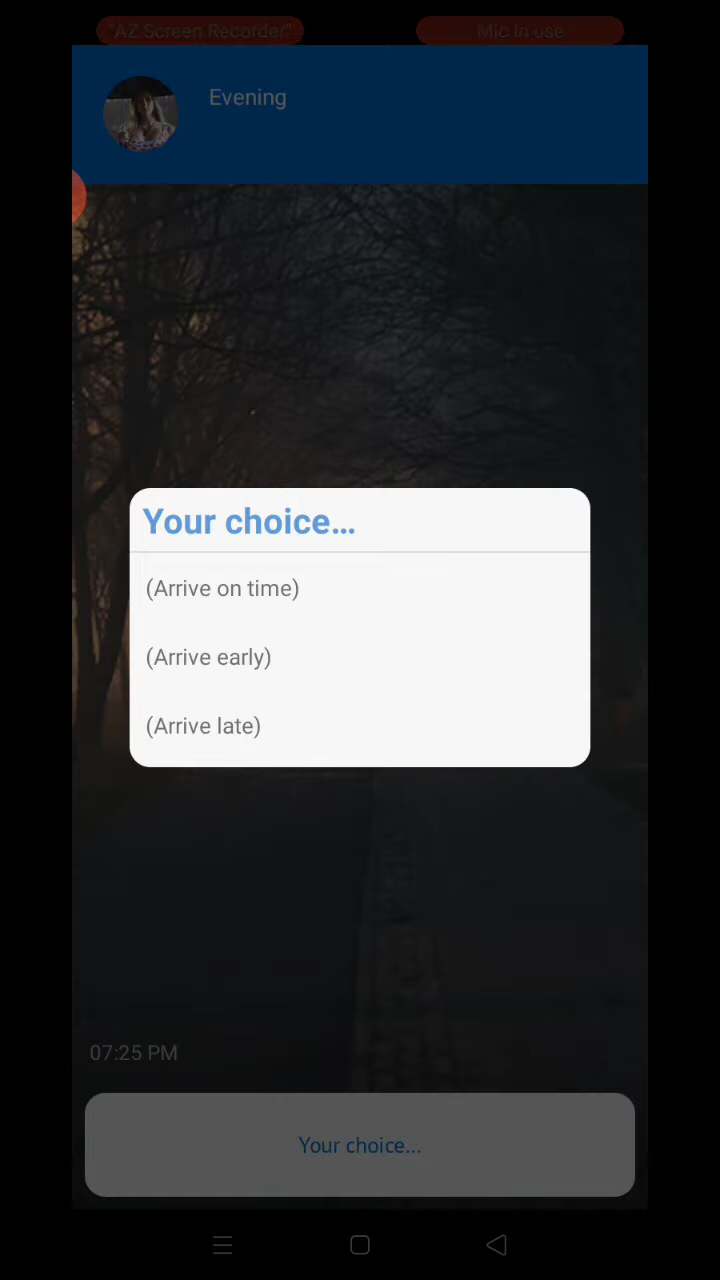 "AZ Screen Recorder"
Mic in use
Evening
Your choice...
(Arrive on time)
(Arrive early)
(Arrive late)
07:25 PM
Your choice...